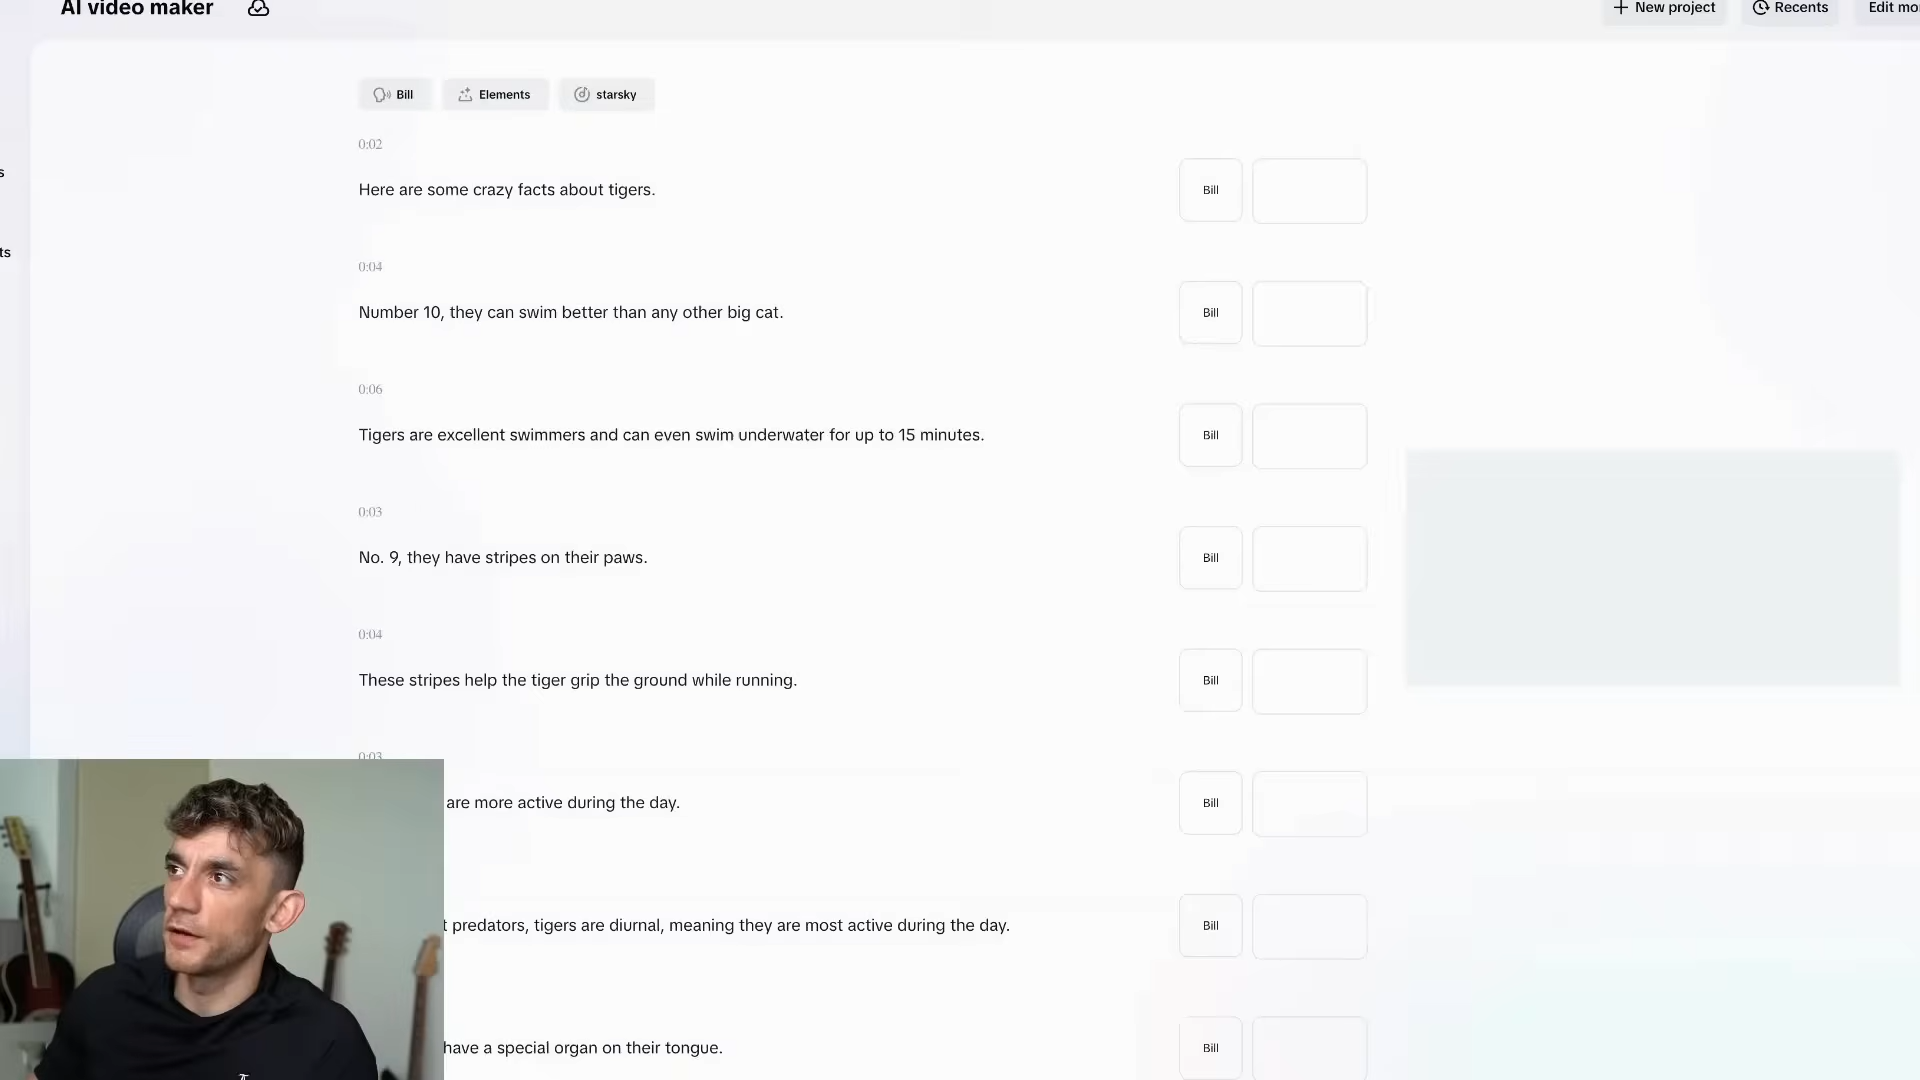 AI video maker
New project
Recents
Edit mo
Bill
Elements
starsky
0:02
Here are some crazy facts about tigers.
Bill
s
0:04
Number 10, they can swim better than any other big cat.
Bill
ts
0:06
Tigers are excellent swimmers and can even swim underwater for up to 15 minutes.
Bill
0:03
No. 9, they have stripes on their paws.
Bill
0:04
These stripes help the tiger grip the ground while running.
Bill
0:03
are more active during the day.
Bill
t predators, tigers are diurnal, meaning they are most active during the day.
Bill
have a special organ on their tongue.
Bill